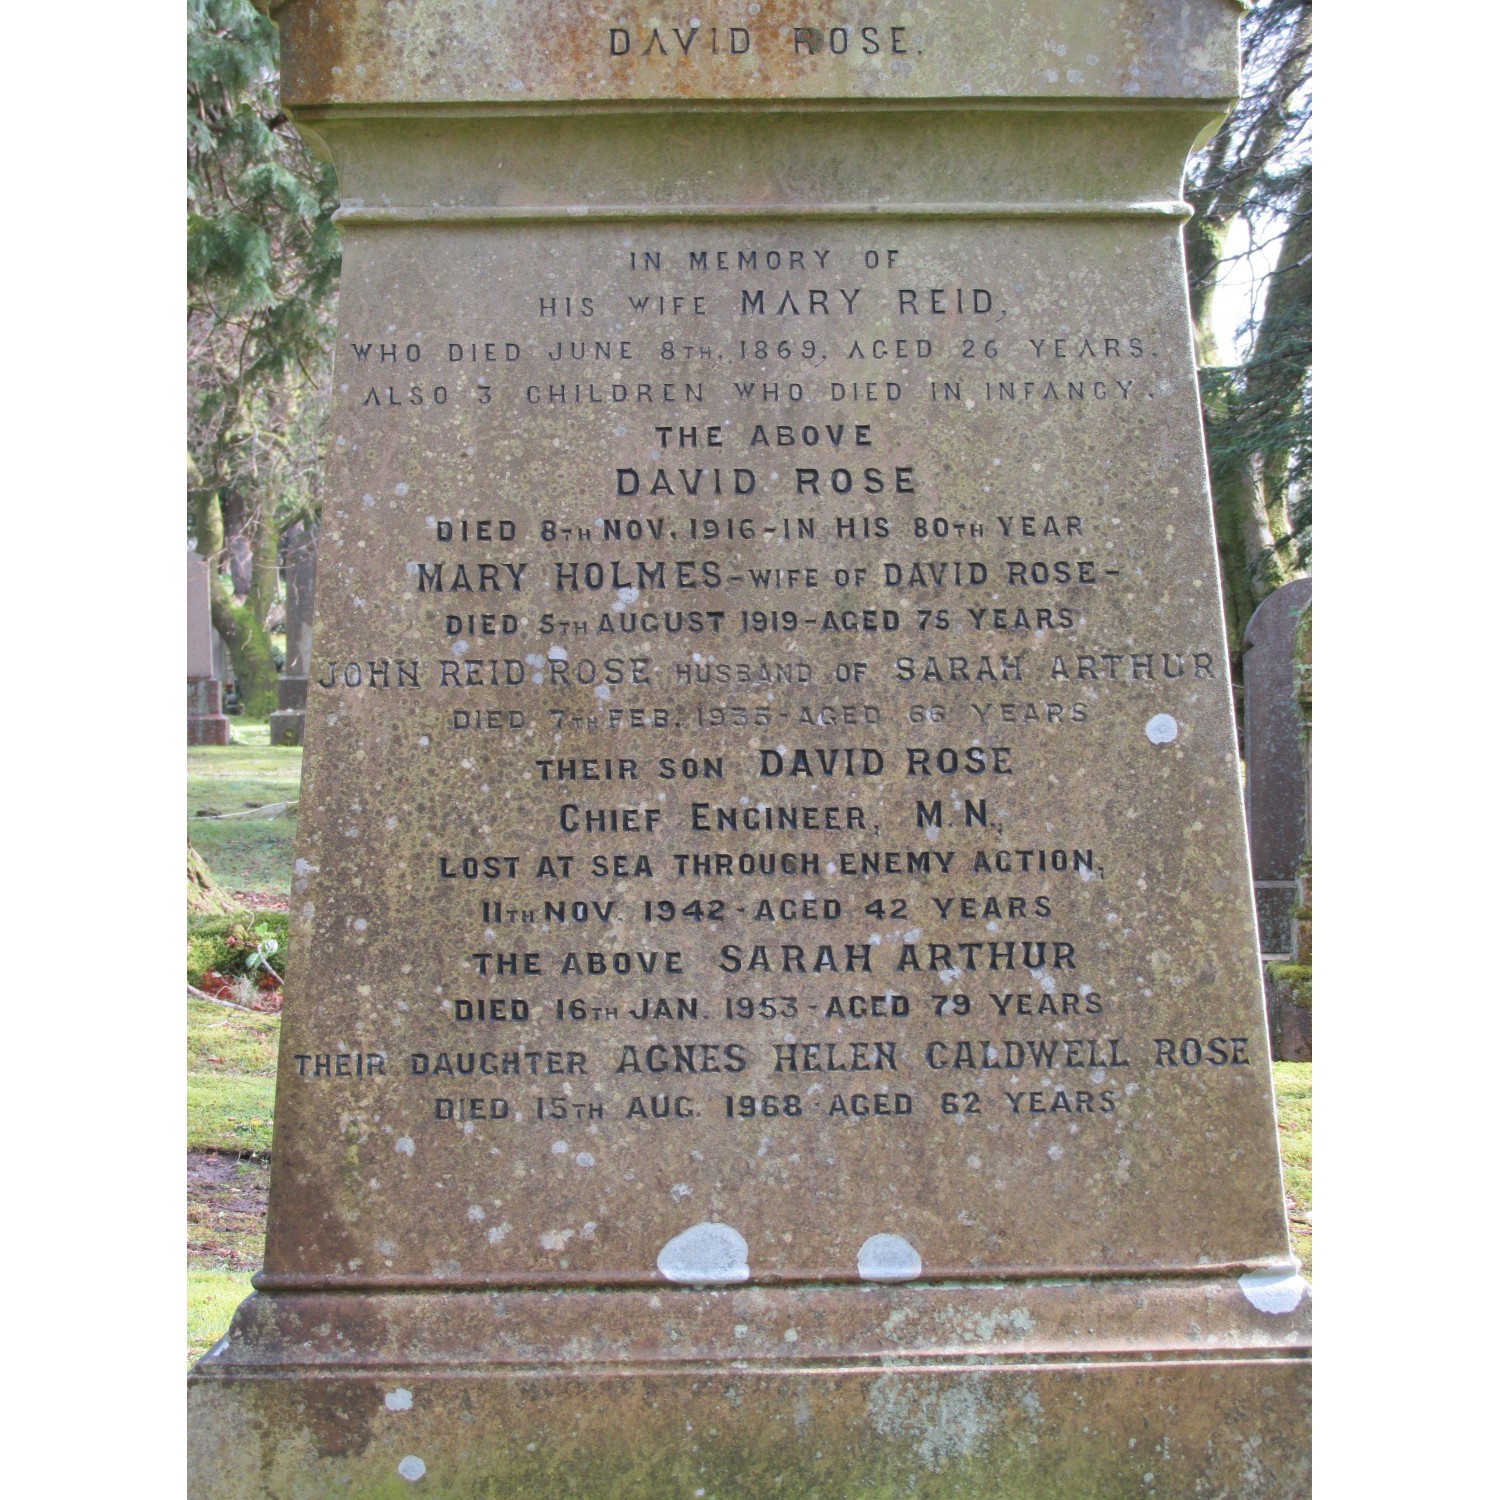 DAVID ROSE.
IN MEMORY OF
HIS WIFE MARY REID,
WHO DIED JUNE 8TH, 1869, AGED 26 YEARS.
ALSO 3 CHILDREN WHO DIED IN INFANCY.
THE ABOVE
DAVID ROSE
DIED 8TH NOV. 1916-IN HIS 80TH YEAR
MARY HOLMES-WIFE OF DAVID ROSE-
DIED 5TH AUGUST 1919-AGED 75 YEARS
JOHN REID ROSE HUSBAND OF SARAH ARTHUR
DIED 7TH FEB. 1935-AGED 66 YEARS
THEIR SON DAVID ROSE
CHIEF ENGINEER, M.N.,
LOST AT SEA THROUGH ENEMY ACTION,
11TH NOV. 1942-AGED 42 YEARS
THE ABOVE SARAH ARTHUR
DIED 16TH JAN. 1953-AGED 79 YEARS
THEIR DAUGHTER AGNES HELEN CALDWELL ROSE
DIED 15TH AUG. 1968-AGED 62 YEARS